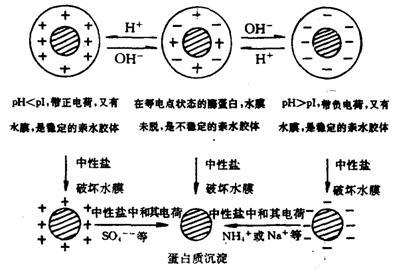 H⁺ OH⁻
OH⁻ H⁺
pH<pI,带正电荷,又有
水膜,是稳定的亲水胶体
在等电点状态的酶蛋白,水膜
未脱,是不稳定的亲水胶体
pH>pI,带负电荷,又有
水膜,是稳定的亲水胶体
中性盐
破坏水膜
中性盐
破坏水膜
中性盐
破坏水膜
中性盐中和其电荷
SO₄⁻⁻等
中性盐中和其电荷
NH₄⁺或Na⁺等
蛋白质沉淀